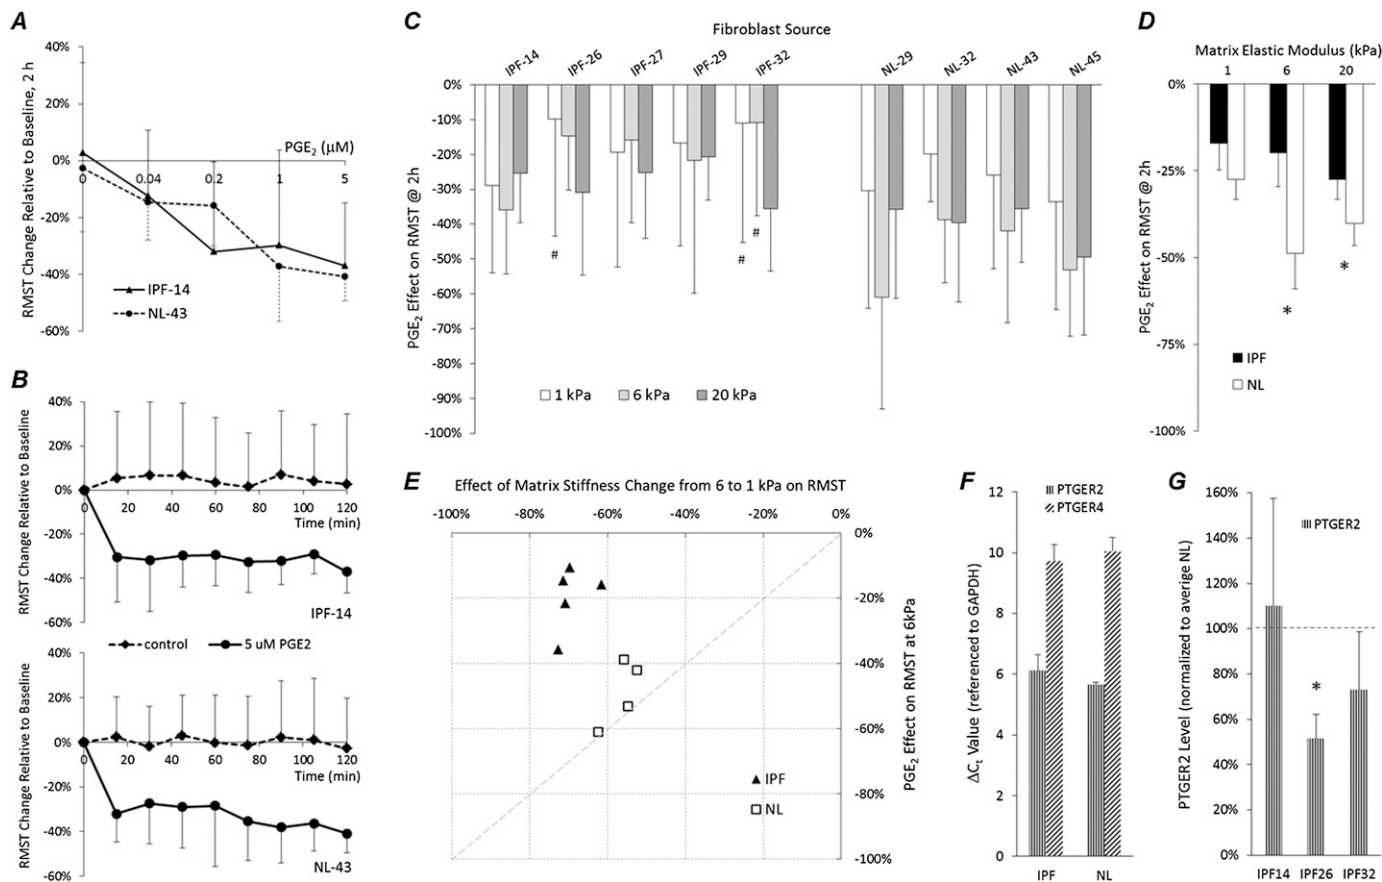 A
RMST Change Relative to Baseline, 2 h
40%
20%
0%
-20%
-40%
-60%
PGE2 (μM)
0 0.04 0.2 1 5
IPF-14
NL-43
B
RMST Change Relative to Baseline
40%
20%
0%
-20%
-40%
-60%
0 20 40 60 80 100 120
Time (min)
IPF-14
control 5 uM PGE2
RMST Change Relative to Baseline
40%
20%
0%
-20%
-40%
-60%
0 20 40 60 80 100 120
Time (min)
NL-43
C
Fibroblast Source
IPF-14 IPF-26 IPF-27 IPF-29 IPF-32 NL-29 NL-32 NL-43 NL-45
PGE2 Effect on RMST @ 2h
0%
-10%
-20%
-30%
-40%
-50%
-60%
-70%
-80%
-90%
-100%
#
#
#
1 kPa 6 kPa 20 kPa
D
Matrix Elastic Modulus (kPa)
1 6 20
PGE2 Effect on RMST @ 2h
0%
-25%
-50%
-75%
-100%
*
*
IPF
NL
E
Effect of Matrix Stiffness Change from 6 to 1 kPa on RMST
-100% -80% -60% -40% -20% 0%
0%
-20%
-40%
-60%
-80%
-100%
PGE2 Effect on RMST at 6kPa
IPF
NL
F
PTGER2
PTGER4
ΔCt Value (referenced to GAPDH)
12
10
8
6
4
2
0
IPF NL
G
PTGER2
PTGER2 Level (normalized to averige NL)
160%
140%
120%
100%
80%
60%
40%
20%
0%
*
IPF14 IPF26 IPF32